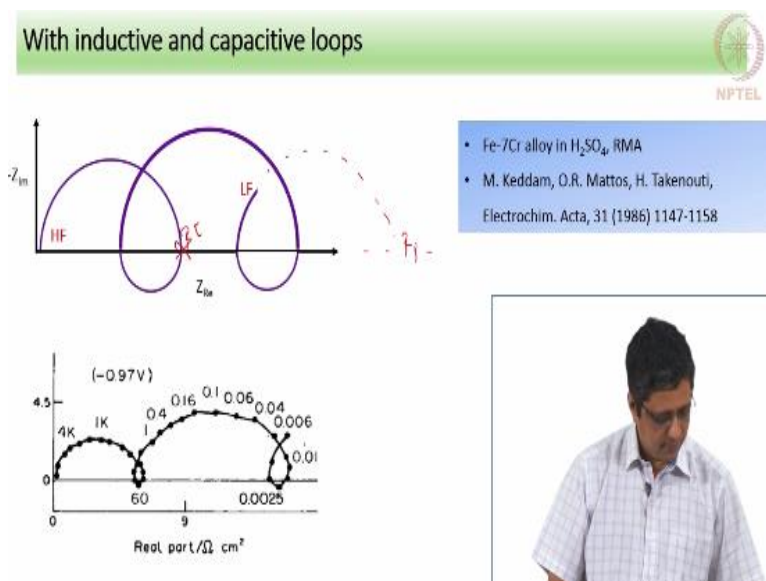 With inductive and capacitive loops
NPTEL
-Z_Im
HF
LF
Z_Re
• Fe-7Cr alloy in H₂SO₄, RMA
• M. Keddam, O.R. Mattos, H. Takenouti,
Electrochim. Acta, 31 (1986) 1147-1158
(-0.97V)
4.5
0
4K
1K
60
1
0.4
0.16
0.1
0.06
0.04
0.006
0.01
0.0025
0
9
Real part/Ω cm²